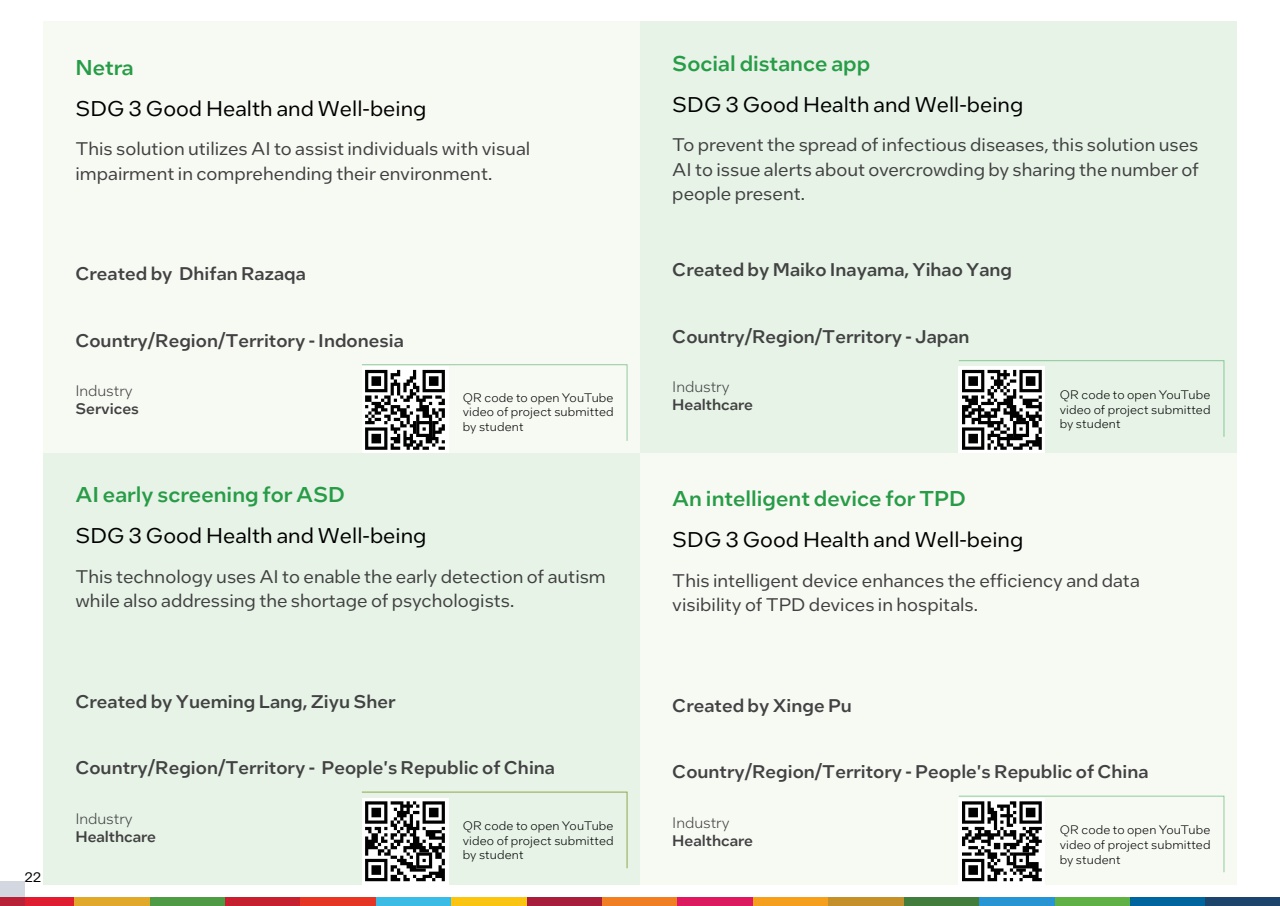 Netra
SDG 3 Good Health and Well-being
This solution utilizes AI to assist individuals with visual
impairment in comprehending their environment.
Created by  Dhifan Razaqa
Country/Region/Territory - Indonesia
Industry
Services
QR code to open YouTube
video of project submitted
by student
Social distance app
SDG 3 Good Health and Well-being
To prevent the spread of infectious diseases, this solution uses
AI to issue alerts about overcrowding by sharing the number of
people present.
Created by Maiko Inayama, Yihao Yang
Country/Region/Territory - Japan
Industry
Healthcare
QR code to open YouTube
video of project submitted
by student
AI early screening for ASD
SDG 3 Good Health and Well-being
This technology uses AI to enable the early detection of autism
while also addressing the shortage of psychologists.
Created by Yueming Lang, Ziyu Sher
Country/Region/Territory -  People's Republic of China
Industry
Healthcare
QR code to open YouTube
video of project submitted
by student
An intelligent device for TPD
SDG 3 Good Health and Well-being
This intelligent device enhances the efficiency and data
visibility of TPD devices in hospitals.
Created by Xinge Pu
Country/Region/Territory - People's Republic of China
Industry
Healthcare
QR code to open YouTube
video of project submitted
by student
22